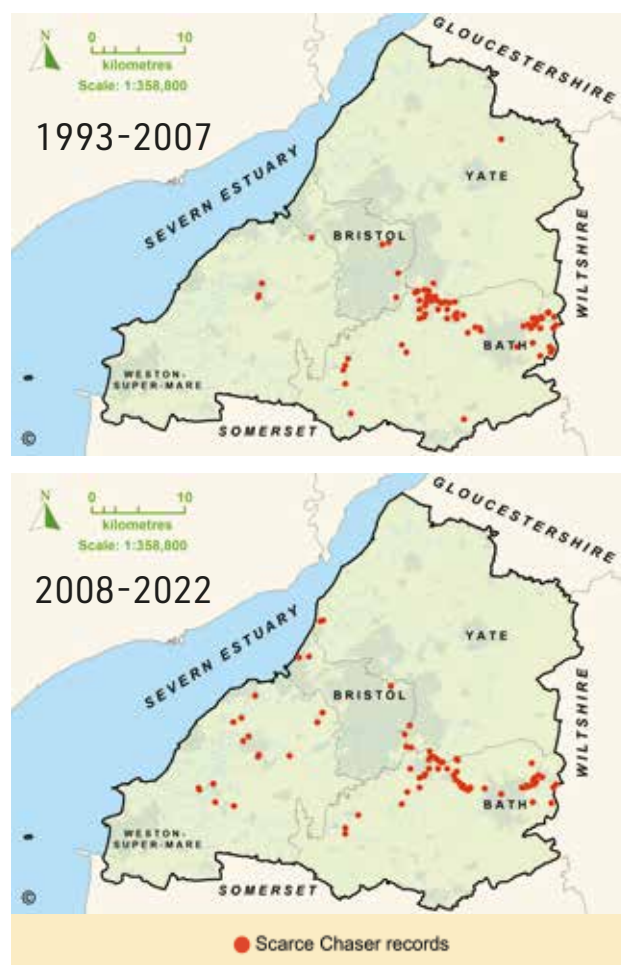 GLOUCESTERSHIRE
N
0 10
kilometres
Scale: 1:358,800
1993-2007
SEVERN ESTUARY
YATE
BRISTOL
WILTSHIRE
BATH
WESTON-
SUPER-MARE
SOMERSET
©
GLOUCESTERSHIRE
N
0 10
kilometres
Scale: 1:358,800
2008-2022
SEVERN ESTUARY
YATE
BRISTOL
WILTSHIRE
BATH
WESTON-
SUPER-MARE
SOMERSET
©
Scarce Chaser records